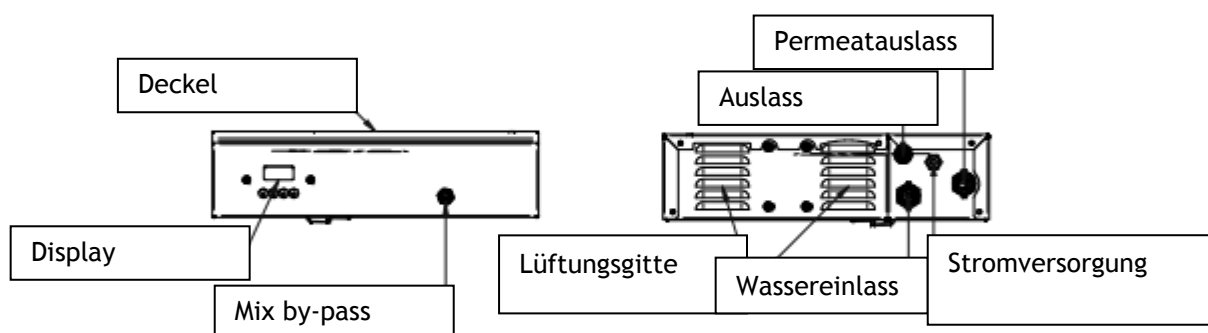 Permeatauslass
Deckel
Auslass
Display
Lüftungsgitte
Wassereinlass
Stromversorgung
Mix by-pass